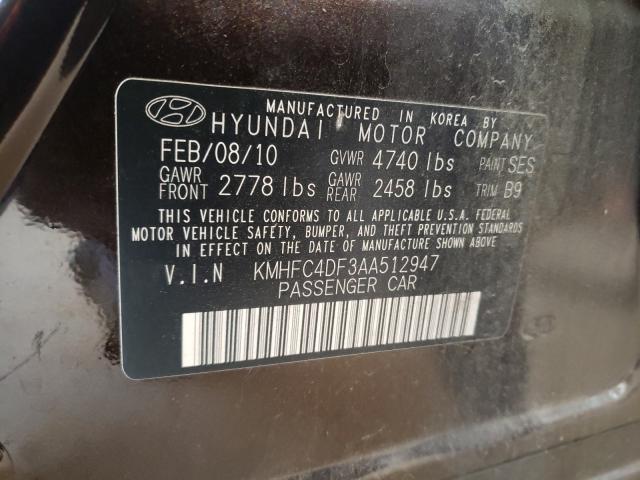 MANUFACTURED IN KOREA BY
HYUNDAI MOTOR COMPANY
FEB/08/10 GVWR 4740 lbs PAINT SES
GAWR FRONT 2778 lbs GAWR REAR 2458 lbs TRIM B9
THIS VEHICLE CONFORMS TO ALL APPLICABLE U.S.A. FEDERAL
MOTOR VEHICLE SAFETY, BUMPER, AND THEFT PREVENTION
STANDARDS IN EFFECT ON THE DATE OF MANUFACTURE SHOWN ABOVE.
V.I.N KMHFC4DF3AA512947
PASSENGER CAR